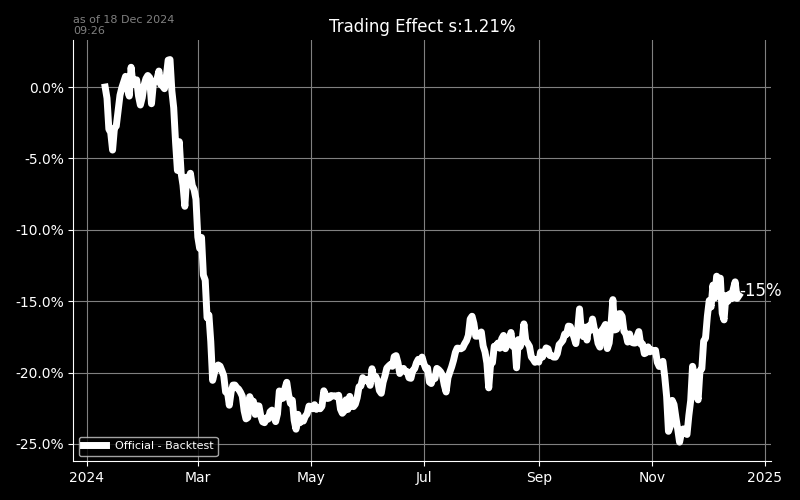 as of 18 Dec 2024
09:26
Trading Effect s:1.21%
0.0%
-5.0%
-10.0%
-15.0%
-20.0%
-25.0%
-15%
Official - Backtest
2024 Mar May Jul Sep Nov 2025